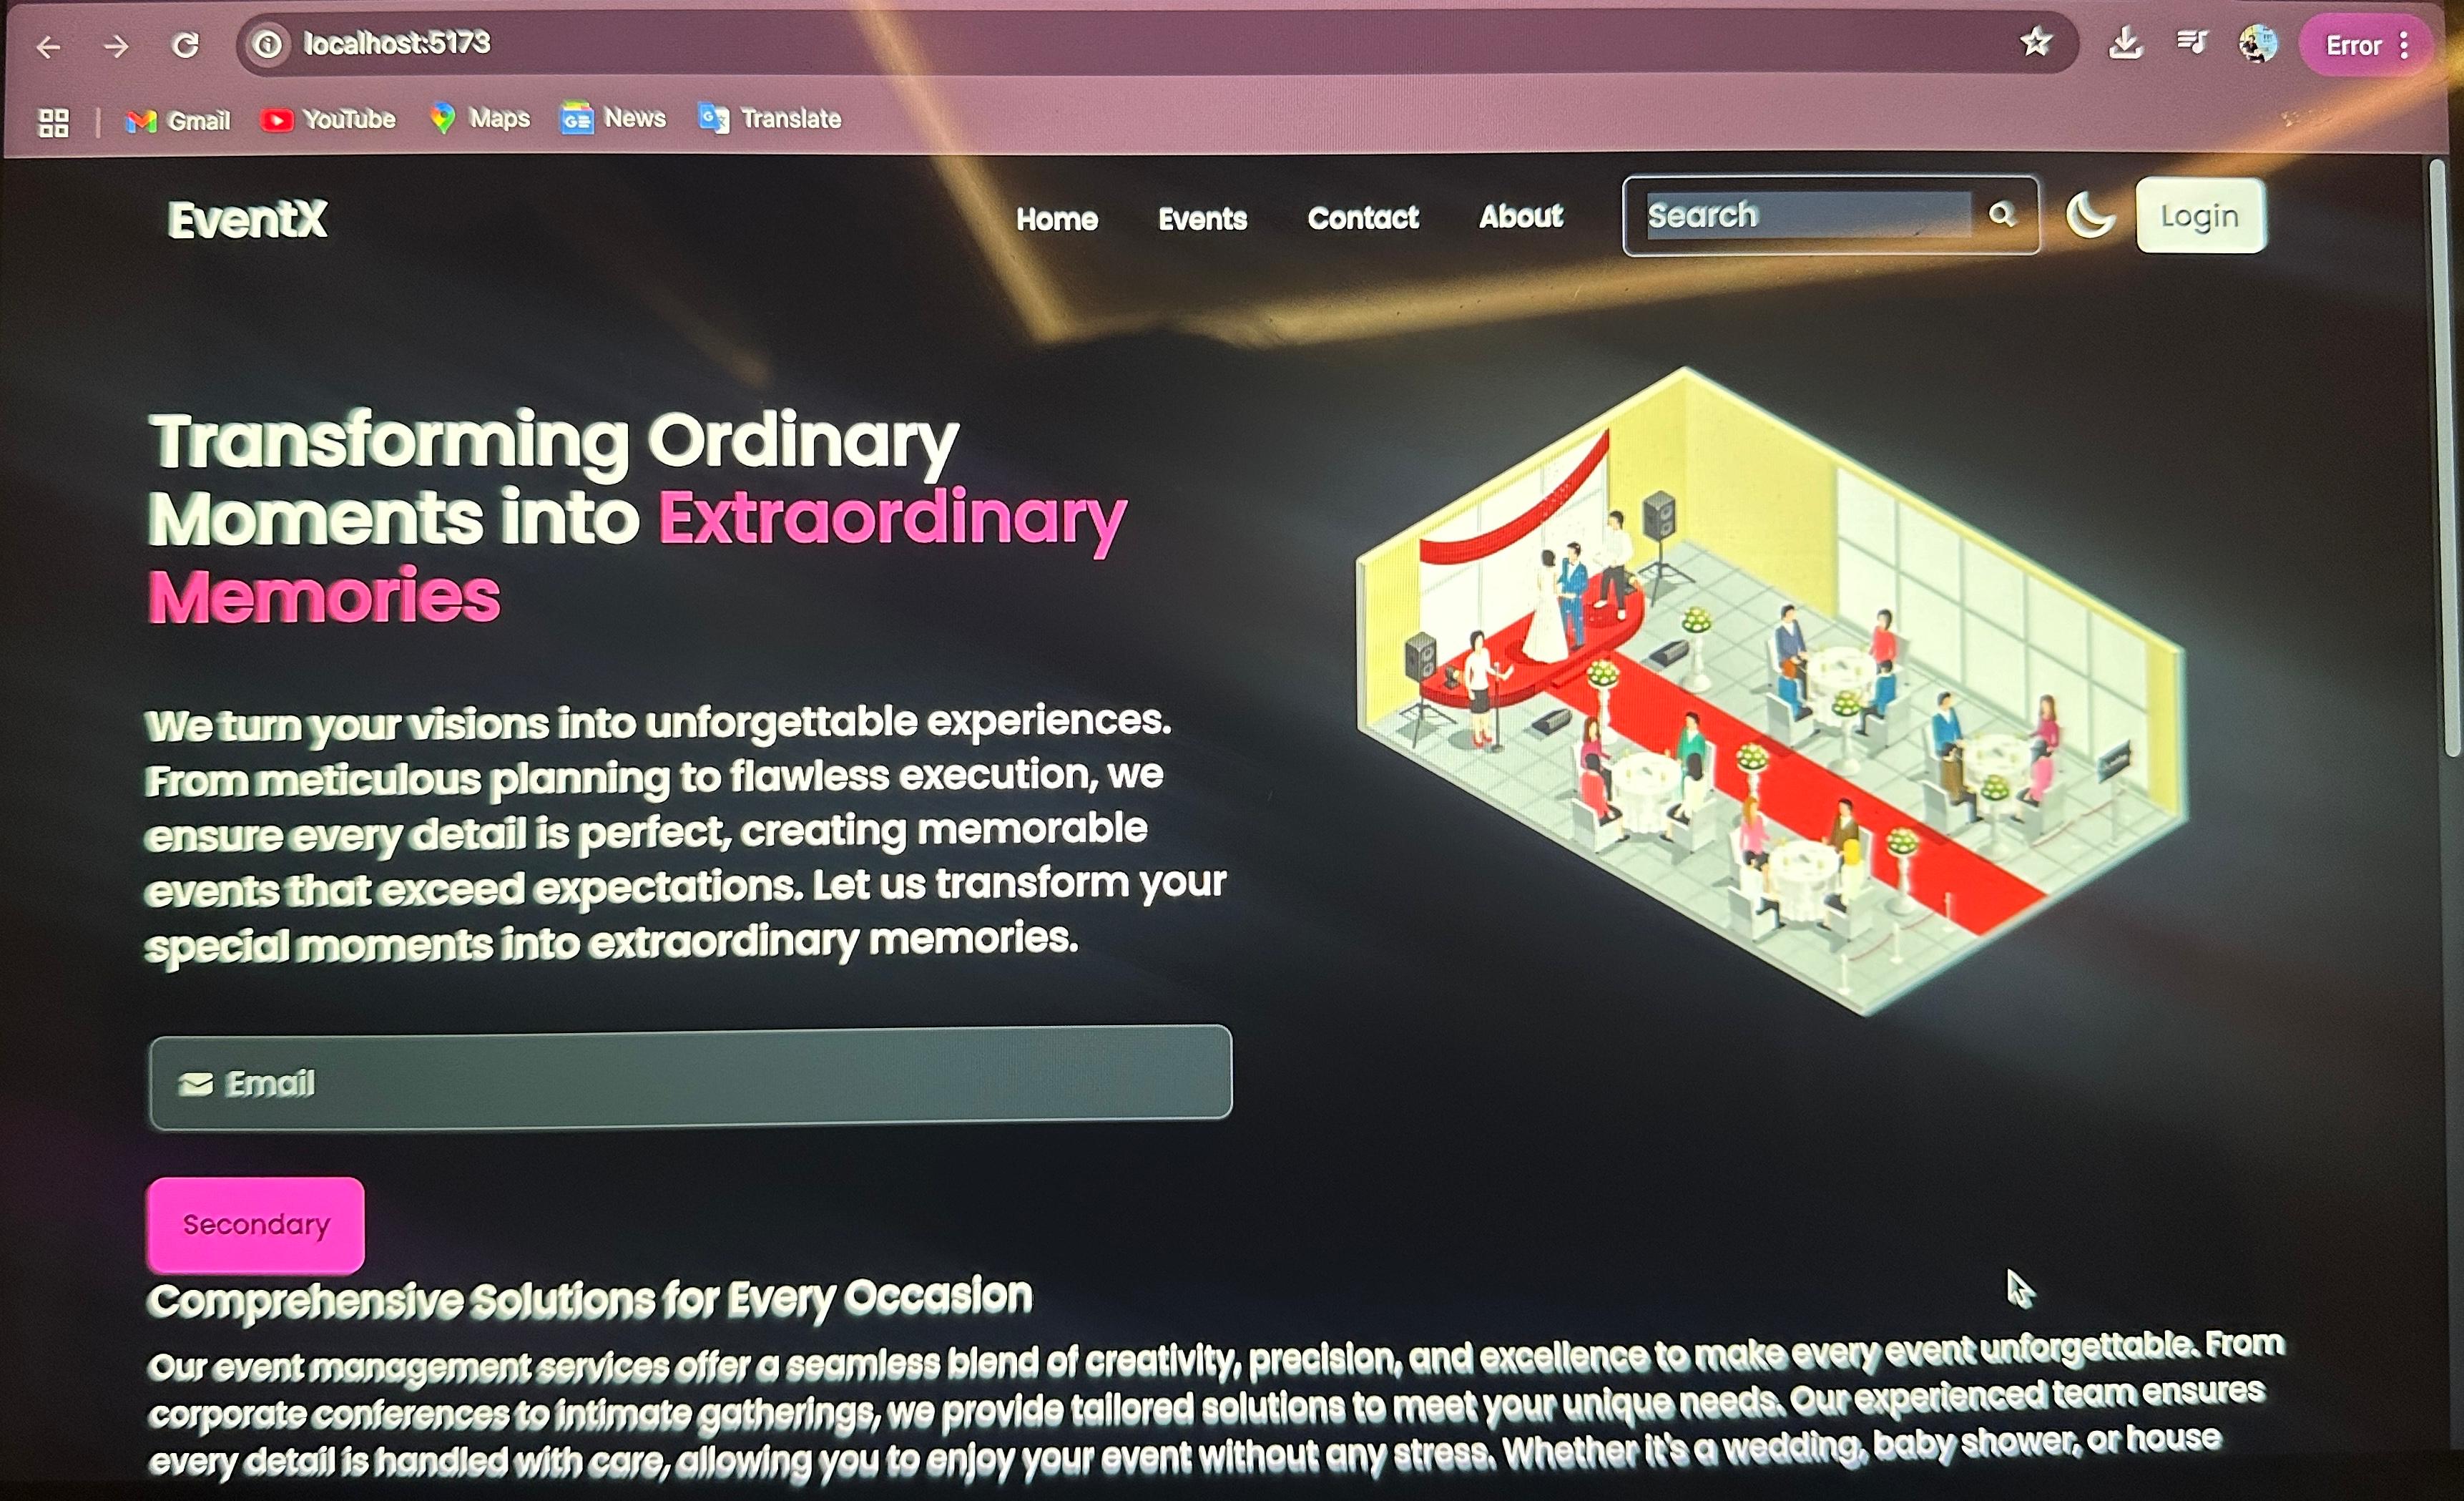 localhost:5173
Error
Gmail
YouTube
Maps
News
Translate
EventX
Home
Events
Contact
About
Search
Login
Transforming Ordinary
Moments into Extraordinary
Memories
We turn your visions into unforgettable experiences.
From meticulous planning to flawless execution, we
ensure every detail is perfect, creating memorable
events that exceed expectations. Let us transform your
special moments into extraordinary memories.
Email
Secondary
Comprehensive Solutions for Every Occasion
Our event management services offer a seamless blend of creativity, precision, and excellence to make every event unforgettable. From
corporate conferences to intimate gatherings, we provide tailored solutions to meet your unique needs. Our experienced team ensures
every detail is handled with care, allowing you to enjoy your event without any stress. Whether it's a wedding, baby shower, or house